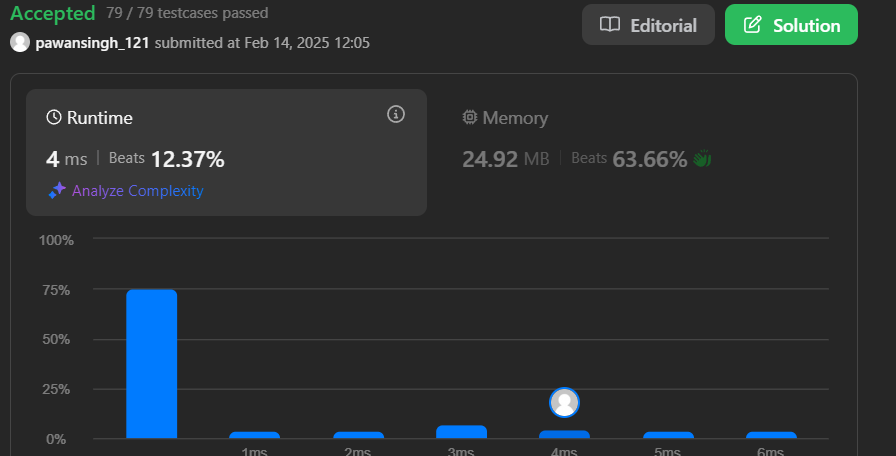 Accepted 79 / 79 testcases passed
Editorial
Solution
pawansingh_121 submitted at Feb 14, 2025 12:05
Runtime
4 ms | Beats 12.37%
Analyze Complexity
Memory
24.92 MB | Beats 63.66%
100%
75%
50%
25%
0%
1ms 2ms 3ms 4ms 5ms 6ms